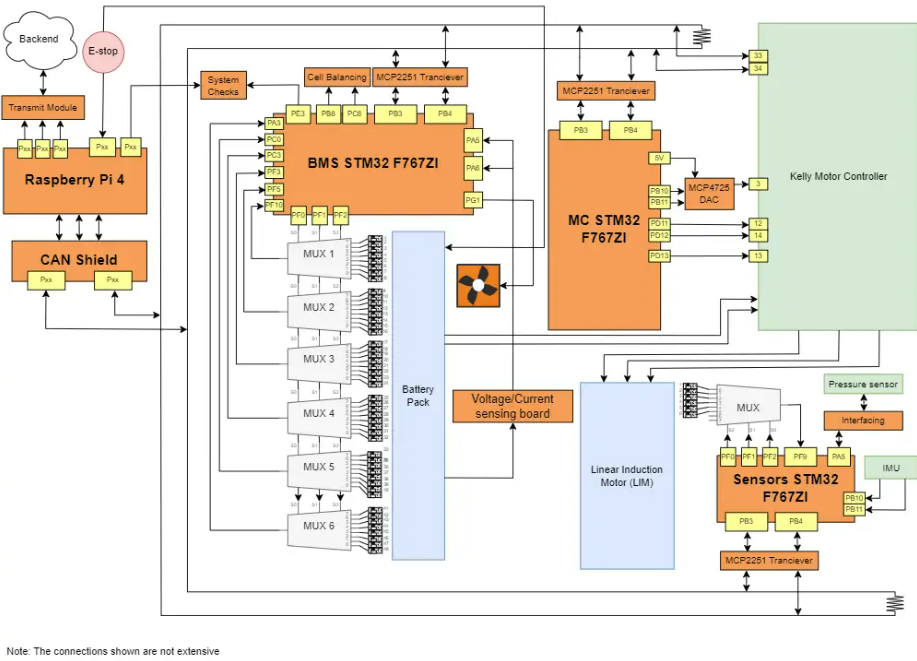 Backend
E-stop
Transmit Module
Pxx
Pxx
Pxx
Pxx
Pxx
Raspberry Pi 4
CAN Shield
Pxx
Pxx
System
Checks
Cell Balancing
MCP2251 Tranciever
PE3
PB8
PC8
PB3
PB4
PA3
PC0
PC3
PF3
PF5
PF10
BMS STM32 F767ZI
PA5
PA6
PG1
PF0
PF1
PF2
S0
S1
S2
MUX 1
MUX 2
MUX 3
MUX 4
MUX 5
MUX 6
Battery
Pack
Voltage/Current
sensing board
MCP2251 Tranciever
PB3
PB4
MC STM32
F767ZI
5V
PB10
PB11
PD11
PD12
PD13
MCP4725
DAC
33
34
3
12
14
13
Kelly Motor Controller
Linear Induction
Motor (LIM)
MUX
S2
S1
S0
Pressure sensor
Interfacing
IMU
PF0
PF1
PF2
PF9
PA5
Sensors STM32
F767ZI
PB10
PB11
PB3
PB4
MCP2251 Tranciever
Note: The connections shown are not extensive